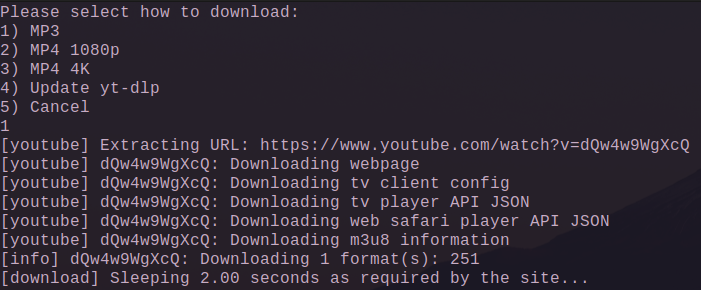 Please select how to download:
1) MP3
2) MP4 1080p
3) MP4 4K
4) Update yt-dlp
5) Cancel
1
[youtube] Extracting URL: https://www.youtube.com/watch?v=dQw4w9WgXcQ
[youtube] dQw4w9WgXcQ: Downloading webpage
[youtube] dQw4w9WgXcQ: Downloading tv client config
[youtube] dQw4w9WgXcQ: Downloading tv player API JSON
[youtube] dQw4w9WgXcQ: Downloading web safari player API JSON
[youtube] dQw4w9WgXcQ: Downloading m3u8 information
[info] dQw4w9WgXcQ: Downloading 1 format(s): 251
[download] Sleeping 2.00 seconds as required by the site...